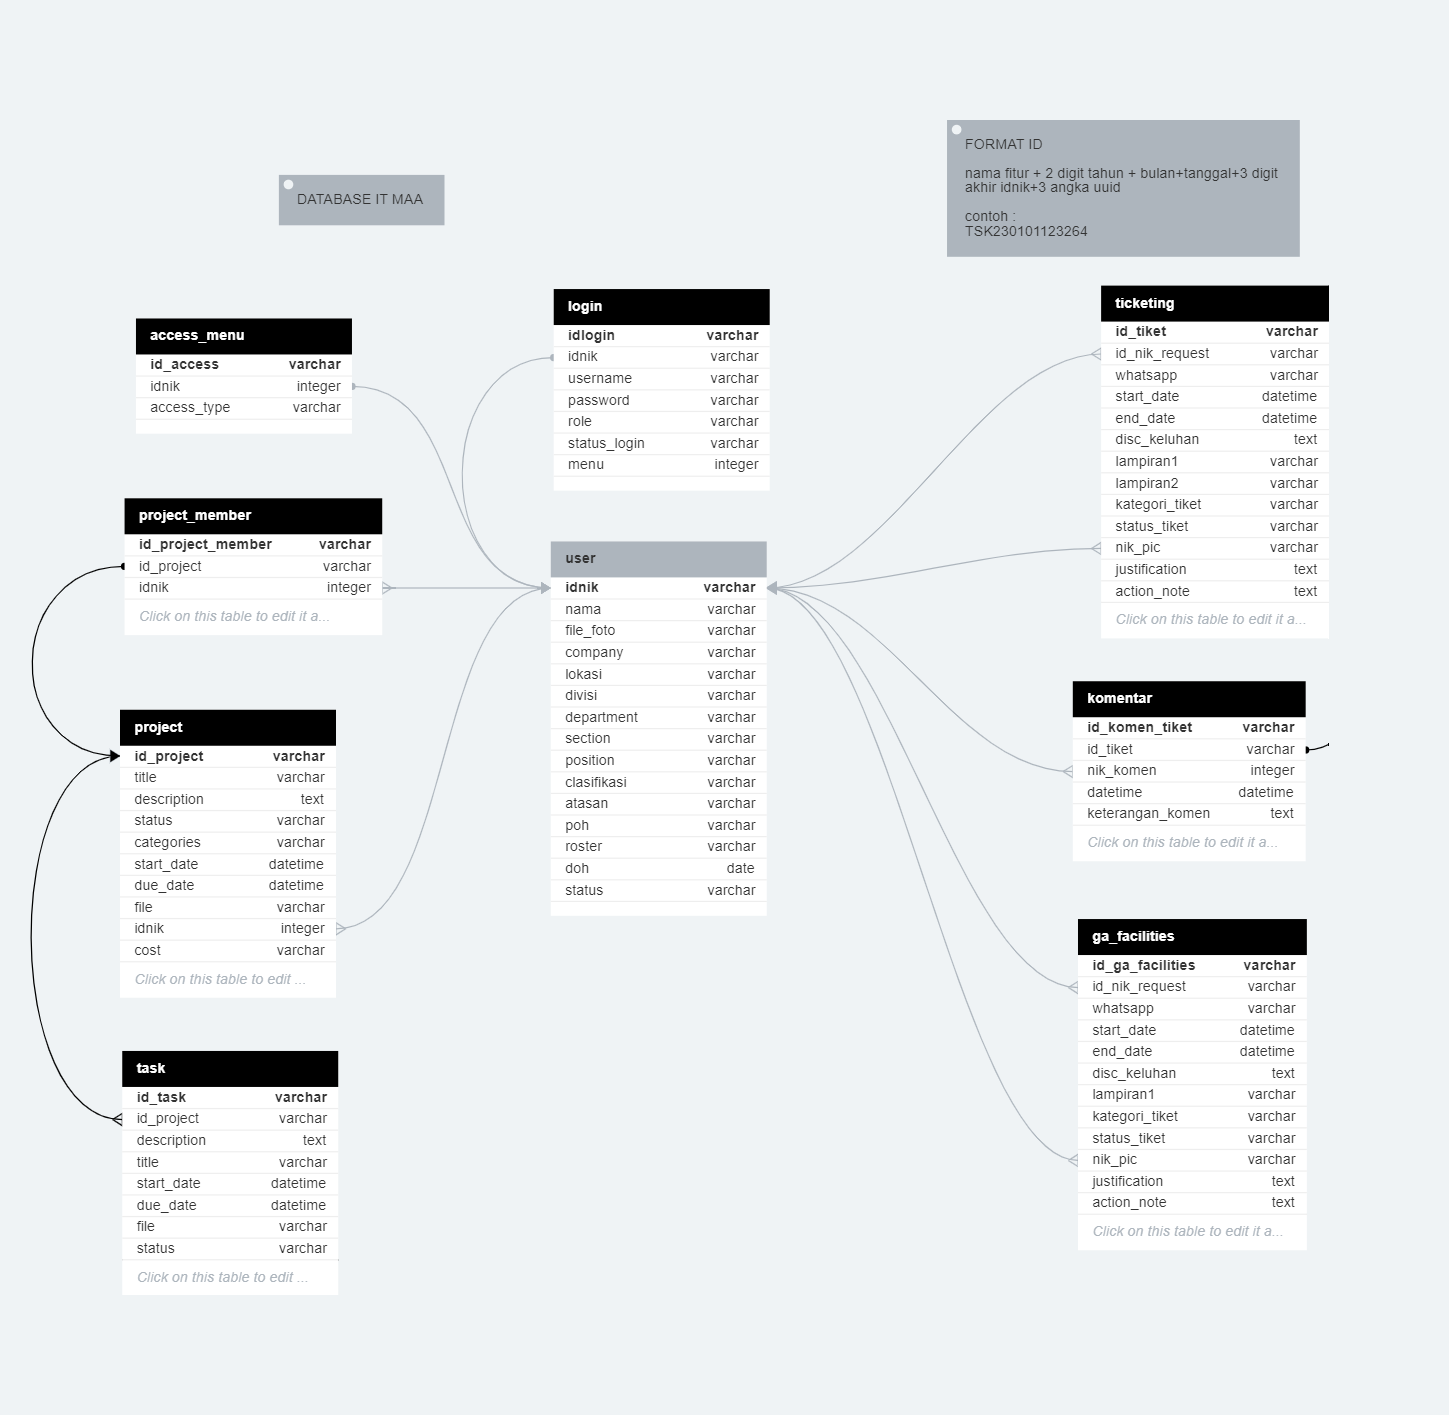 DATABASE IT MAA
FORMAT ID
nama fitur + 2 digit tahun + bulan+tanggal+3 digit
akhir idnik+3 angka uuid
contoh :
TSK230101123264
access_menu
id_access varchar
idnik integer
access_type varchar
project_member
id_project_member varchar
id_project varchar
idnik integer
Click on this table to edit it a...
project
id_project varchar
title varchar
description text
status varchar
categories varchar
start_date datetime
due_date datetime
file varchar
idnik integer
cost varchar
Click on this table to edit ...
task
id_task varchar
id_project varchar
description text
title varchar
start_date datetime
due_date datetime
file varchar
status varchar
Click on this table to edit ...
login
idlogin varchar
idnik varchar
username varchar
password varchar
role varchar
status_login varchar
menu integer
user
idnik varchar
nama varchar
file_foto varchar
company varchar
lokasi varchar
divisi varchar
department varchar
section varchar
position varchar
clasifikasi varchar
atasan varchar
poh varchar
roster varchar
doh date
status varchar
ticketing
id_tiket varchar
id_nik_request varchar
whatsapp varchar
start_date datetime
end_date datetime
disc_keluhan text
lampiran1 varchar
lampiran2 varchar
kategori_tiket varchar
status_tiket varchar
nik_pic varchar
justification text
action_note text
Click on this table to edit it a...
komentar
id_komen_tiket varchar
id_tiket varchar
nik_komen integer
datetime datetime
keterangan_komen text
Click on this table to edit it a...
ga_facilities
id_ga_facilities varchar
id_nik_request varchar
whatsapp varchar
start_date datetime
end_date datetime
disc_keluhan text
lampiran1 varchar
kategori_tiket varchar
status_tiket varchar
nik_pic varchar
justification text
action_note text
Click on this table to edit it a...